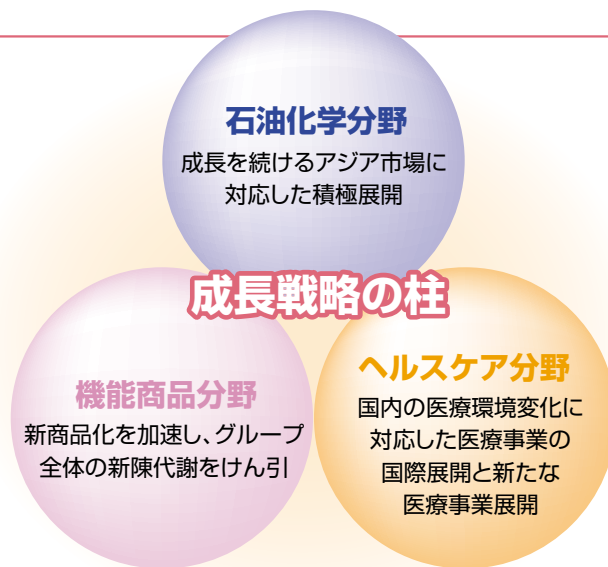 石油化学分野
成長を続けるアジア市場に
対応した積極展開
成長戦略の柱
機能商品分野
新商品化を加速し、グループ
全体の新陳代謝をけん引
ヘルスケア分野
国内の医療環境変化に
対応した医療事業の
国際展開と新たな
医療事業展開